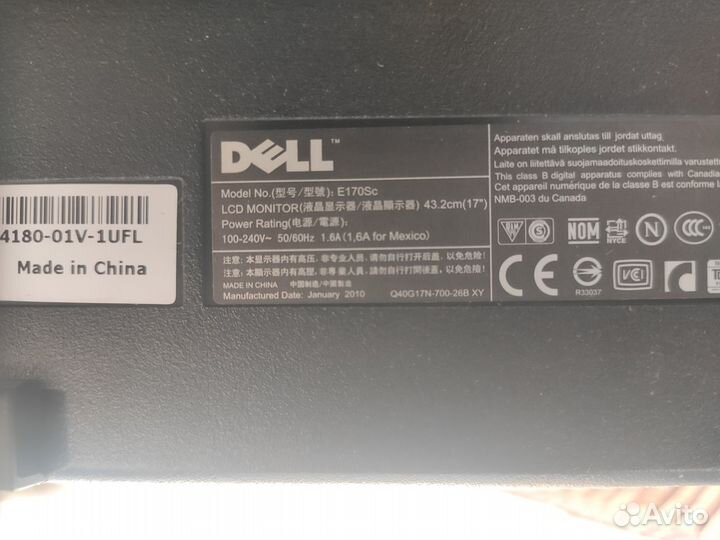 4180-01V-1UFL
Made in China
DELL™
Model No.(型号/型號): E170Sc
LCD MONITOR(液晶显示器/液晶顯示器) 43.2cm(17")
Power Rating(电源/電源):
100-240V~ 50/60Hz 1.6A(1,6A for Mexico)
注意: 本显示器内有高压, 非专业人员, 请勿打开后盖, 以免危险!
注意: 本顯示器內有高壓, 非專業人員, 請勿打開後蓋, 以免危險!
MADE IN CHINA 中国制造/中國製造
Manufactured Date: January 2010 Q40G17N-700-26B XY
Apparaten skall anslutas till jordat uttag.
Apparatet må tilkoples jordet stikkontakt.
Laite on liitettävä suojamaadoituskoskettimilla varustett
This class B digital apparatus complies with Canada
Cet appareil numérique de la classe B est conforme
NMB-003 du Canada
S NOM NYCE N CCC
CE VCI
R33037
Avito